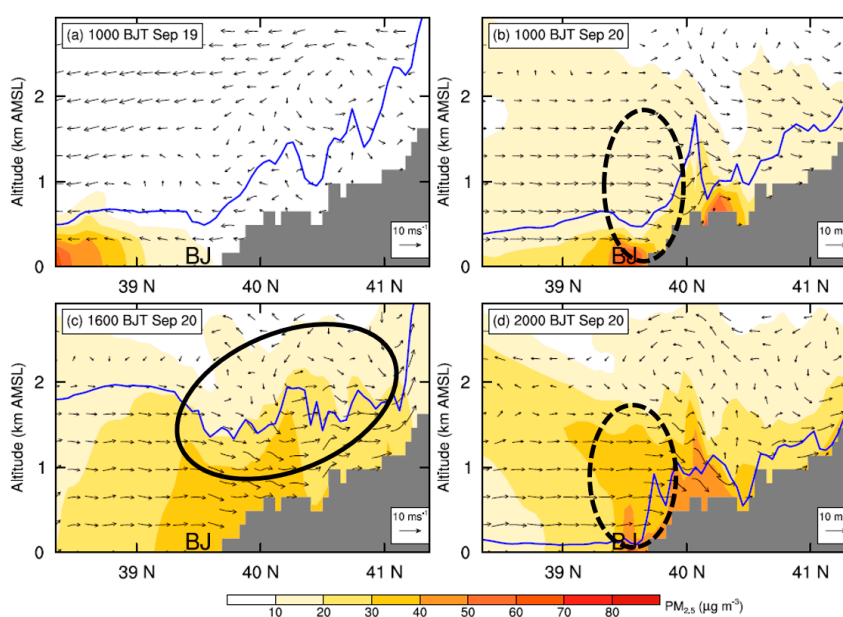 (a) 1000 BJT Sep 19
(b) 1000 BJT Sep 20
Altitude (km AMSL)
Altitude (km AMSL)
2
1
0
2
1
0
10 ms⁻¹
10 m
BJ
BJ
39 N
40 N
41 N
39 N
40 N
41 N
(c) 1600 BJT Sep 20
(d) 2000 BJT Sep 20
Altitude (km AMSL)
Altitude (km AMSL)
2
1
0
2
1
0
10 ms⁻¹
10 m
BJ
BJ
39 N
40 N
41 N
39 N
40 N
41 N
10 20 30 40 50 60 70 80
PM2.5 (µg m⁻³)